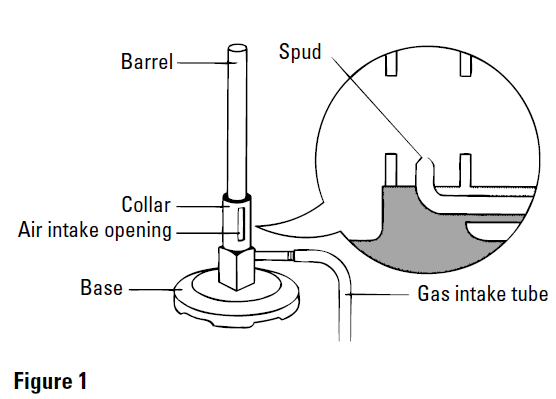 Barrel
Spud
Collar
Air intake opening
Base
Gas intake tube
Figure 1